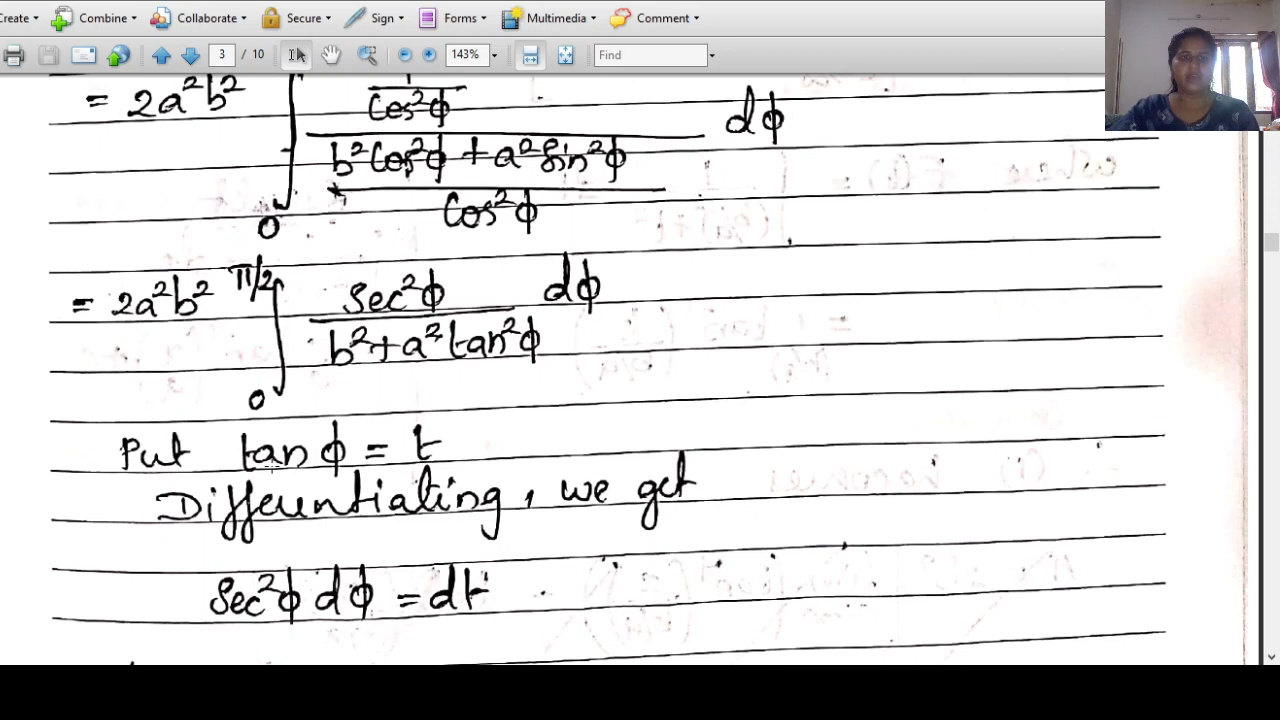 Create Combine Collaborate Secure Sign Forms Multimedia Comment
3 / 10 143% Find
= 2a²b² ∫ 1
cos²φ
b²cos²φ + a²sin²φ dφ
cos²φ
0
= 2a²b² π/2 ∫ sec²φ dφ
b²+a²tan²φ
0
Put tanφ = t
Differentiating, we get
sec²φ dφ = dt